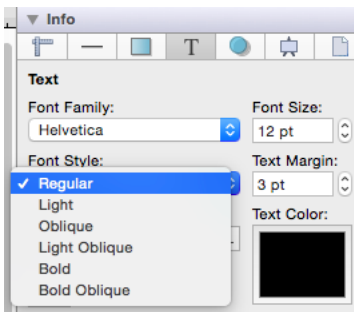 Info
T
Text
Font Family: Font Size:
Helvetica 12 pt
Font Style: Text Margin:
Regular 3 pt
Light Text Color:
Oblique
Light Oblique
Bold
Bold Oblique